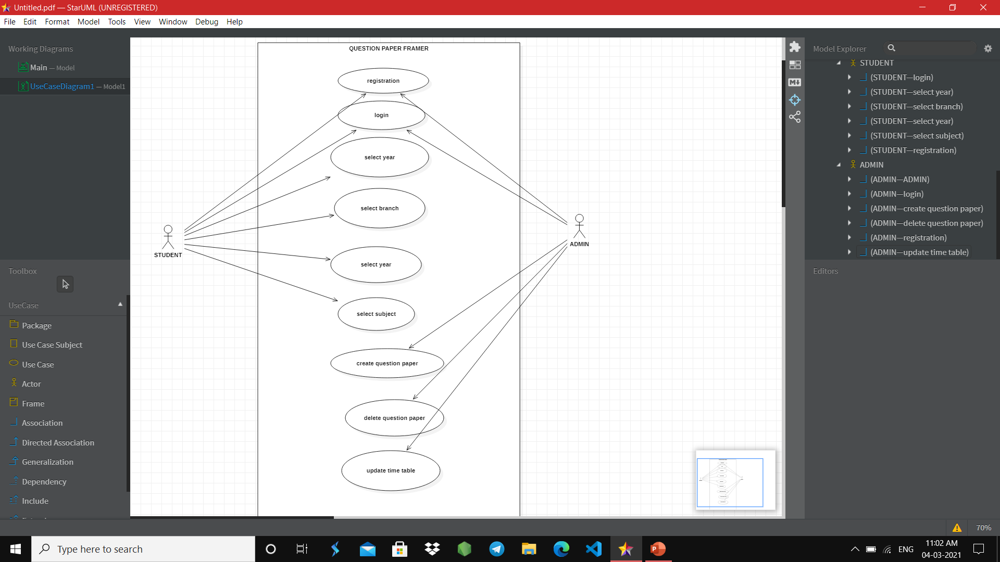 Untitled.pdf — StarUML (UNREGISTERED)
File Edit Format Model Tools View Window Debug Help
Working Diagrams
Main — Model
UseCaseDiagram1 — Model1
Toolbox
UseCase
Package
Use Case Subject
Use Case
Actor
Frame
Association
Directed Association
Generalization
Dependency
Include
QUESTION PAPER FRAMER
registration
login
select year
select branch
select year
select subject
create question paper
delete question paper
update time table
STUDENT
ADMIN
Model Explorer
STUDENT
(STUDENT—login)
(STUDENT—select year)
(STUDENT—select branch)
(STUDENT—select year)
(STUDENT—select subject)
(STUDENT—registration)
ADMIN
(ADMIN—ADMIN)
(ADMIN—login)
(ADMIN—create question paper)
(ADMIN—delete question paper)
(ADMIN—registration)
(ADMIN—update time table)
Editors
70%
Type here to search
ENG
11:02 AM
04-03-2021